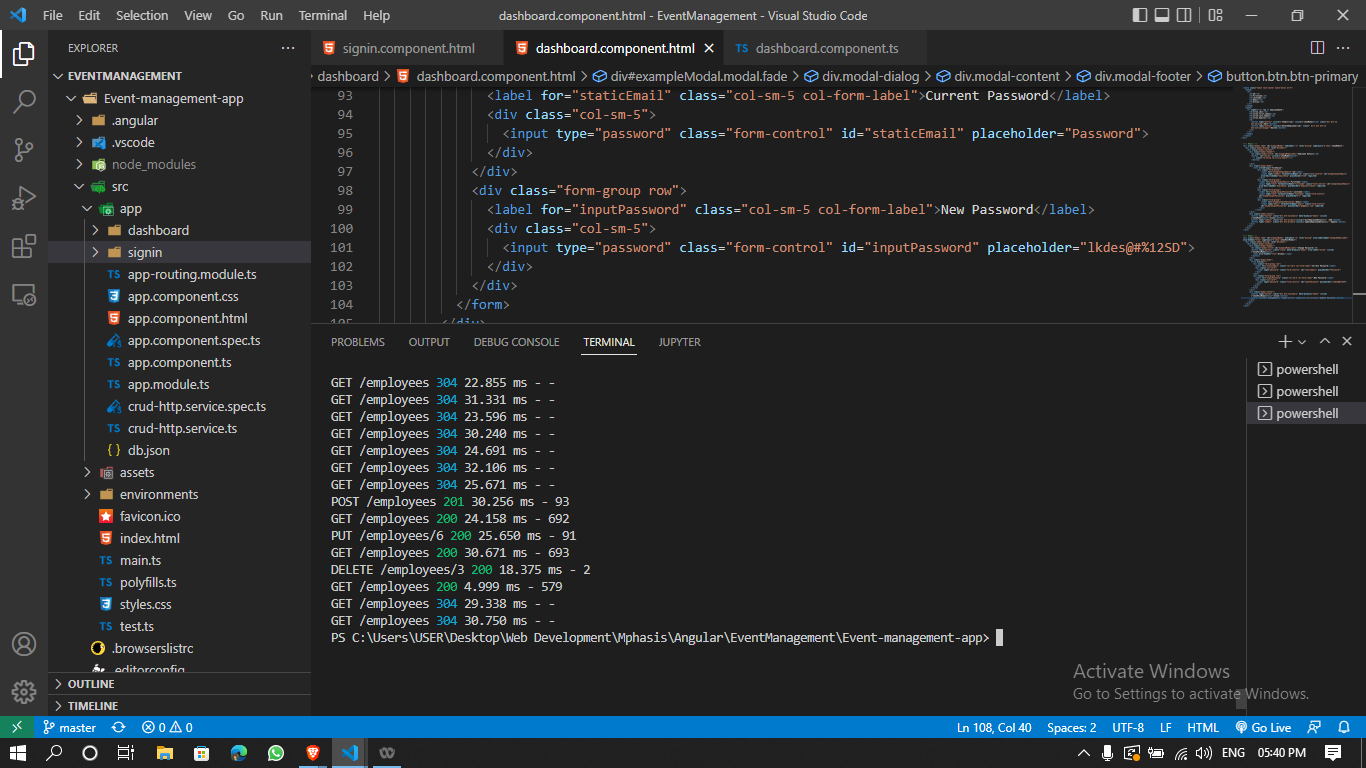 File Edit Selection View Go Run Terminal Help dashboard.component.html - EventManagement - Visual Studio Code
EXPLORER
EVENTMANAGEMENT
Event-management-app
.angular
.vscode
node_modules
src
app
dashboard
signin
app-routing.module.ts
app.component.css
app.component.html
app.component.spec.ts
app.component.ts
app.module.ts
crud-http.service.spec.ts
crud-http.service.ts
db.json
assets
environments
favicon.ico
index.html
main.ts
polyfills.ts
styles.css
test.ts
.browserslistrc
.editorconfig
OUTLINE
TIMELINE
signin.component.html dashboard.component.html TS dashboard.component.ts
dashboard > dashboard.component.html > div#exampleModal.modal.fade > div.modal-dialog > div.modal-content > div.modal-footer > button.btn.btn-primary
93 <label for="staticEmail" class="col-sm-5 col-form-label">Current Password</label>
94 <div class="col-sm-5">
95 <input type="password" class="form-control" id="staticEmail" placeholder="Password">
96 </div>
97 </div>
98 <div class="form-group row">
99 <label for="inputPassword" class="col-sm-5 col-form-label">New Password</label>
100 <div class="col-sm-5">
101 <input type="password" class="form-control" id="inputPassword" placeholder="lkdes@#%12SD">
102 </div>
103 </div>
104 </form>
105 </div>
PROBLEMS OUTPUT DEBUG CONSOLE TERMINAL JUPYTER
GET /employees 304 22.855 ms - -
GET /employees 304 31.331 ms - -
GET /employees 304 23.596 ms - -
GET /employees 304 30.240 ms - -
GET /employees 304 24.691 ms - -
GET /employees 304 32.106 ms - -
GET /employees 304 25.671 ms - -
POST /employees 201 30.256 ms - 93
GET /employees 200 24.158 ms - 692
PUT /employees/6 200 25.650 ms - 91
GET /employees 200 30.671 ms - 693
DELETE /employees/3 200 18.375 ms - 2
GET /employees 200 4.999 ms - 579
GET /employees 304 29.338 ms - -
GET /employees 304 30.750 ms - -
PS C:\Users\USER\Desktop\Web Development\Mphasis\Angular\EventManagement\Event-management-app>
powershell
powershell
powershell
Activate Windows
Go to Settings to activate Windows.
master 0 0 Ln 108, Col 40 Spaces: 2 UTF-8 LF HTML Go Live
ENG 05:40 PM